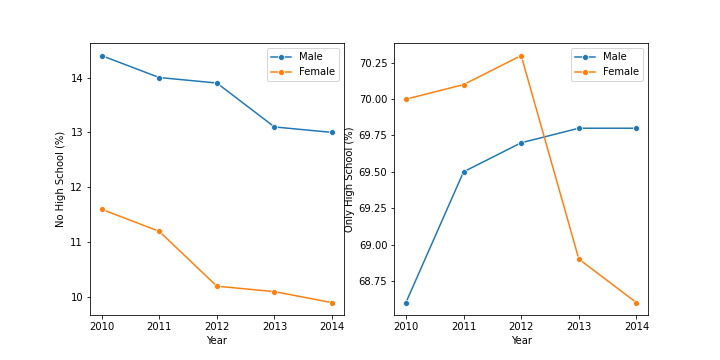 No High School (%)
14
13
12
11
10
2010 2011 2012 2013 2014
Year
Male
Female
Only High School (%)
70.25
70.00
69.75
69.50
69.25
69.00
68.75
2010 2011 2012 2013 2014
Year
Male
Female